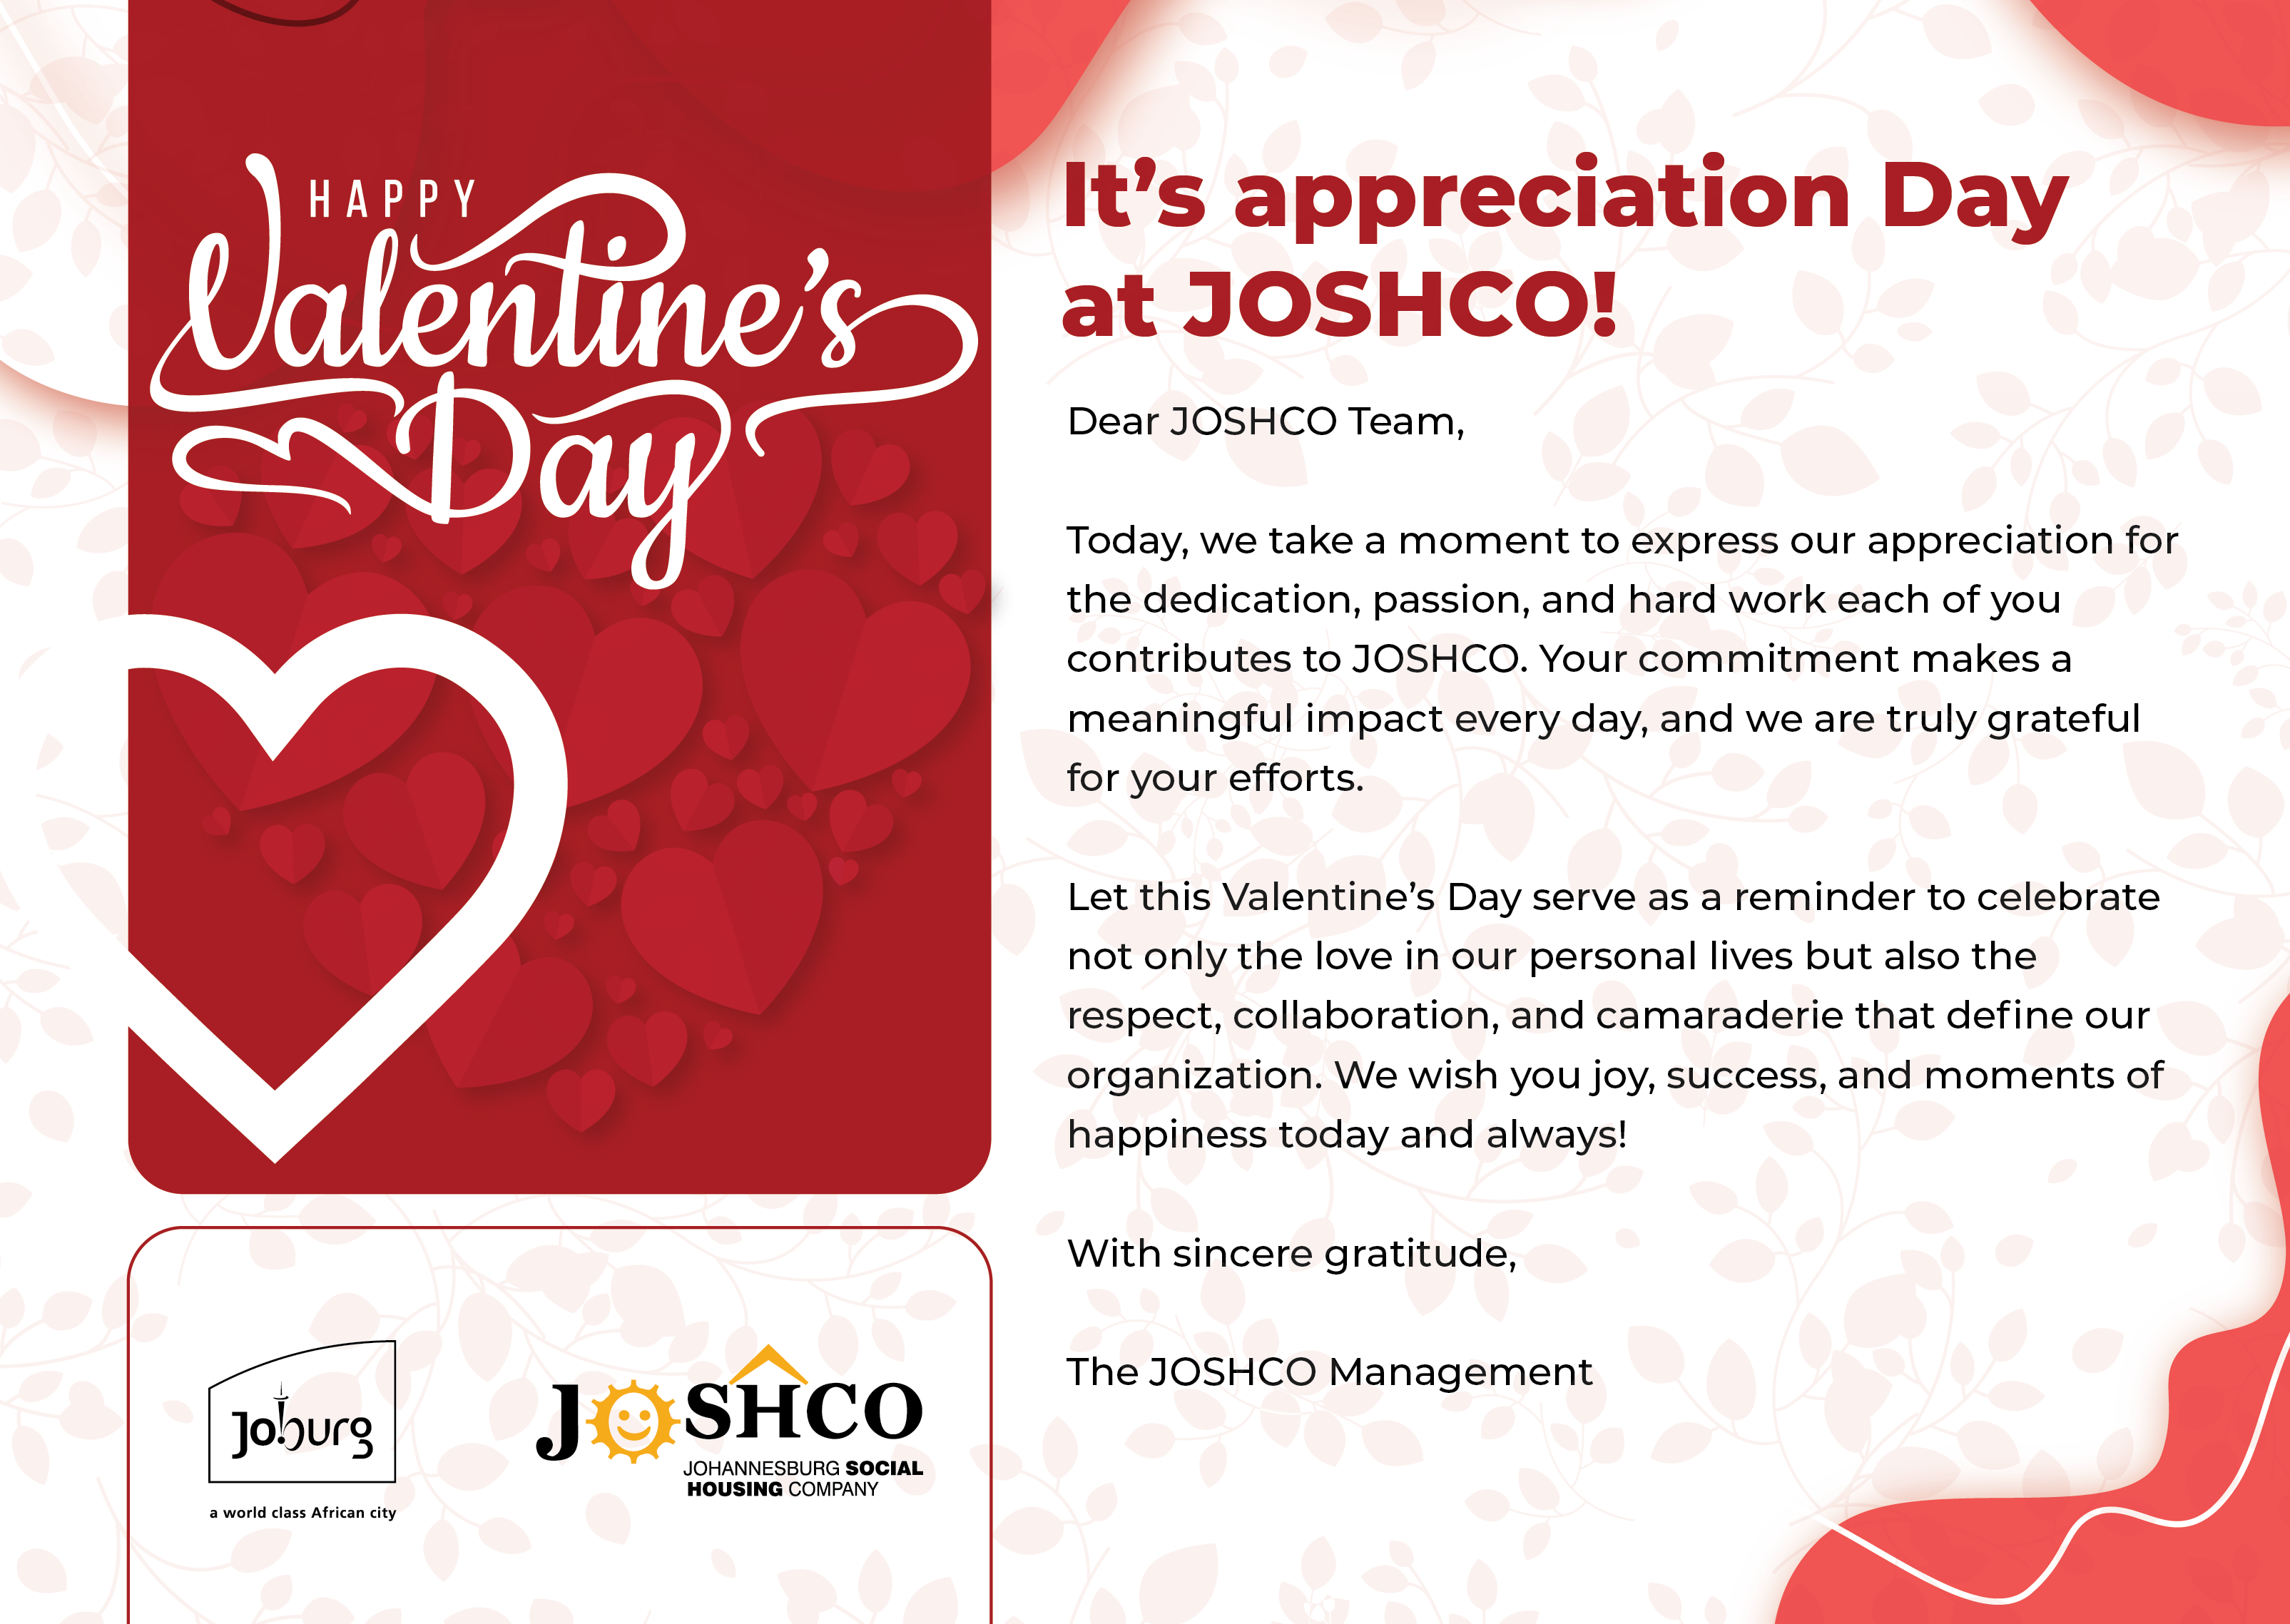 HAPPY
Valentine's
Day
It’s appreciation Day
at JOSHCO!
Dear JOSHCO Team,
Today, we take a moment to express our appreciation for
the dedication, passion, and hard work each of you
contributes to JOSHCO. Your commitment makes a
meaningful impact every day, and we are truly grateful
for your efforts.
Let this Valentine’s Day serve as a reminder to celebrate
not only the love in our personal lives but also the
respect, collaboration, and camaraderie that define our
organization. We wish you joy, success, and moments of
happiness today and always!
With sincere gratitude,
The JOSHCO Management
Joburg
a world class African city
JOSHCO
JOHANNESBURG SOCIAL
HOUSING COMPANY